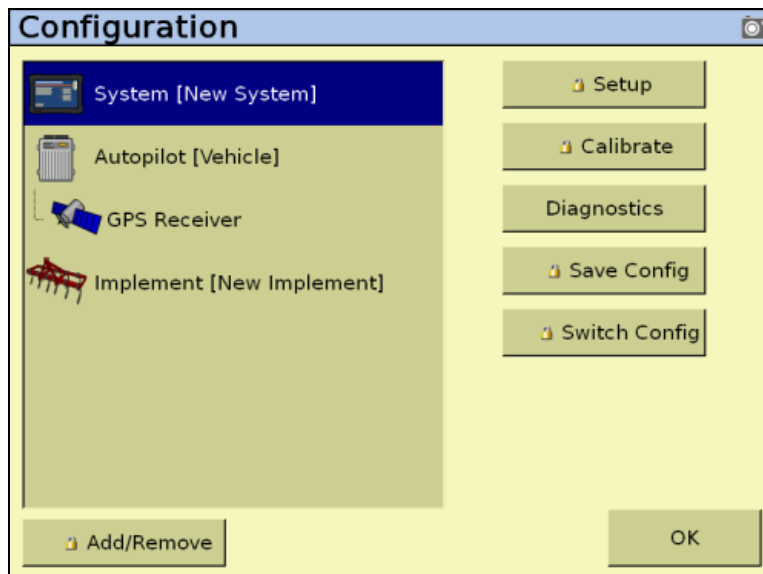 Configuration
System [New System]
Autopilot [Vehicle]
GPS Receiver
Implement [New Implement]
Setup
Calibrate
Diagnostics
Save Config
Switch Config
Add/Remove
OK